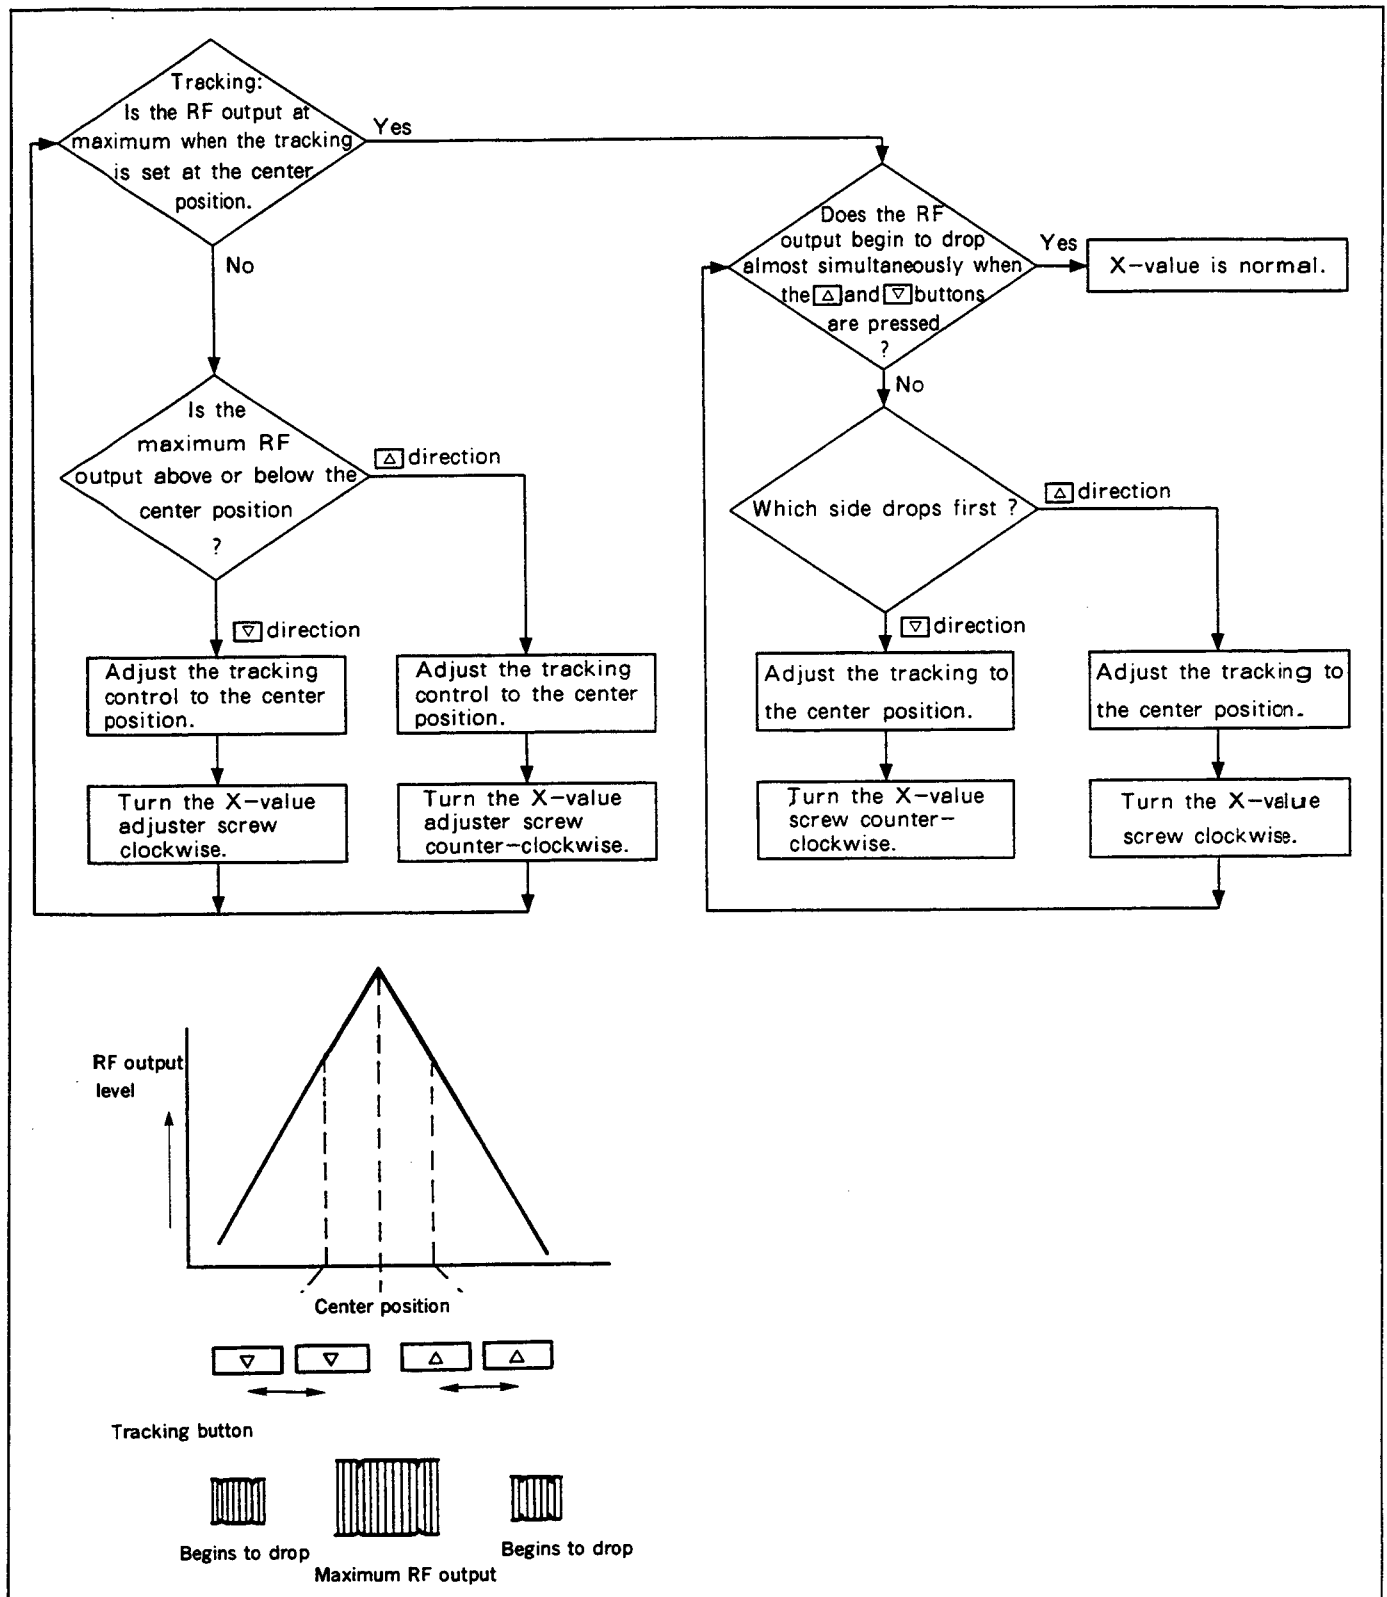 Tracking:
Is the RF output at
maximum when the tracking
is set at the center
position.
Yes
No
Does the RF
output begin to drop
almost simultaneously when
the △ and ▽ buttons
are pressed
?
Yes
X-value is normal.
No
Is the
maximum RF
output above or below the
center position
?
△ direction
▽ direction
Which side drops first ?
△ direction
▽ direction
Adjust the tracking
control to the center
position.
Adjust the tracking
control to the center
position.
Adjust the tracking to
the center position.
Adjust the tracking to
the center position.
Turn the X-value
adjuster screw
clockwise.
Turn the X-value
adjuster screw
counter-clockwise.
Turn the X-value
screw counter-
clockwise.
Turn the X-value
screw clockwise.
RF output
level
Center position
▽ ▽ △ △
Tracking button
Begins to drop
Maximum RF output
Begins to drop